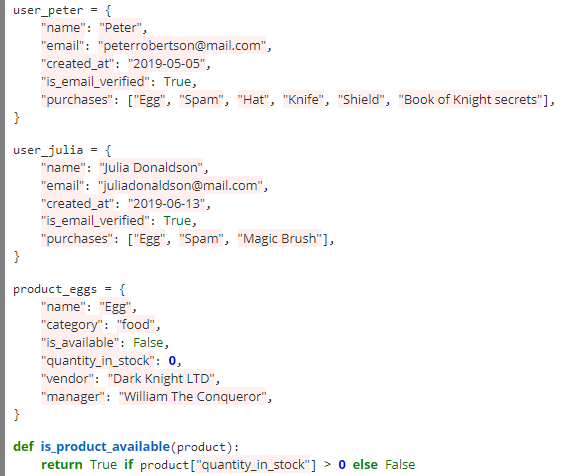 user_peter = {
    "name": "Peter",
    "email": "peterrobertson@mail.com",
    "created_at": "2019-05-05",
    "is_email_verified": True,
    "purchases": ["Egg", "Spam", "Hat", "Knife", "Shield", "Book of Knight secrets"],
}
user_julia = {
    "name": "Julia Donaldson",
    "email": "juliadonaldson@mail.com",
    "created_at": "2019-06-13",
    "is_email_verified": True,
    "purchases": ["Egg", "Spam", "Magic Brush"],
}
product_eggs = {
    "name": "Egg",
    "category": "food",
    "is_available": False,
    "quantity_in_stock": 0,
    "vendor": "Dark Knight LTD",
    "manager": "William The Conqueror",
}
def is_product_available(product):
    return True if product["quantity_in_stock"] > 0 else False